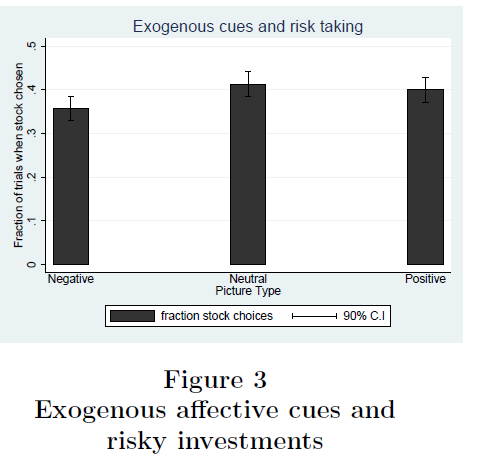 Exogenous cues and risk taking
Fraction of trials when stock chosen
.5
.4
.3
.2
.1
0
Negative
Neutral
Positive
Picture Type
fraction stock choices
90% C.I
Figure 3
Exogenous affective cues and
risky investments